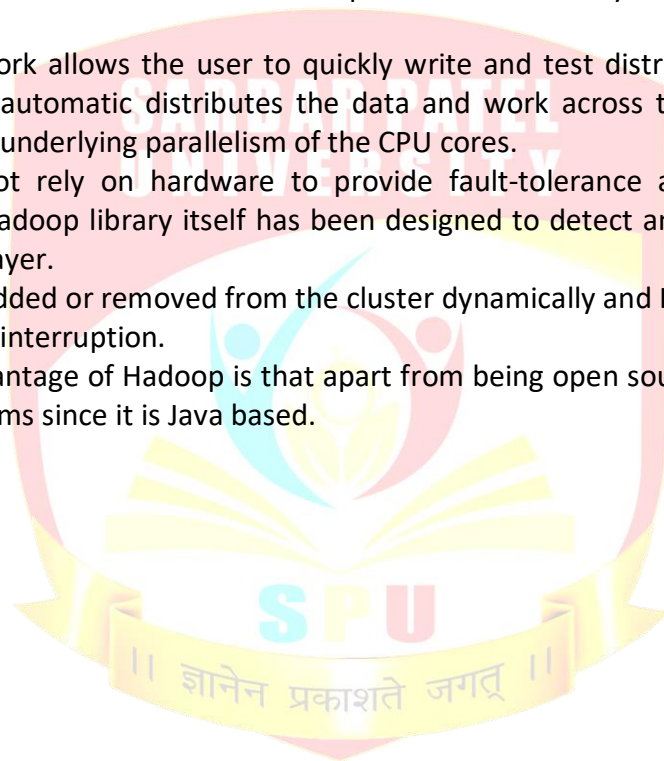 ork allows the user to quickly write and test distr
automatic distributes the data and work across t
underlying parallelism of the CPU cores.
ot rely on hardware to provide fault-tolerance a
adoop library itself has been designed to detect an
ayer.
dded or removed from the cluster dynamically and
interruption.
antage of Hadoop is that apart from being open sou
ms since it is Java based.
SARDAR PATEL
UNIVERSITY
SPU
॥ ज्ञानेन प्रकाशते जगत् ॥